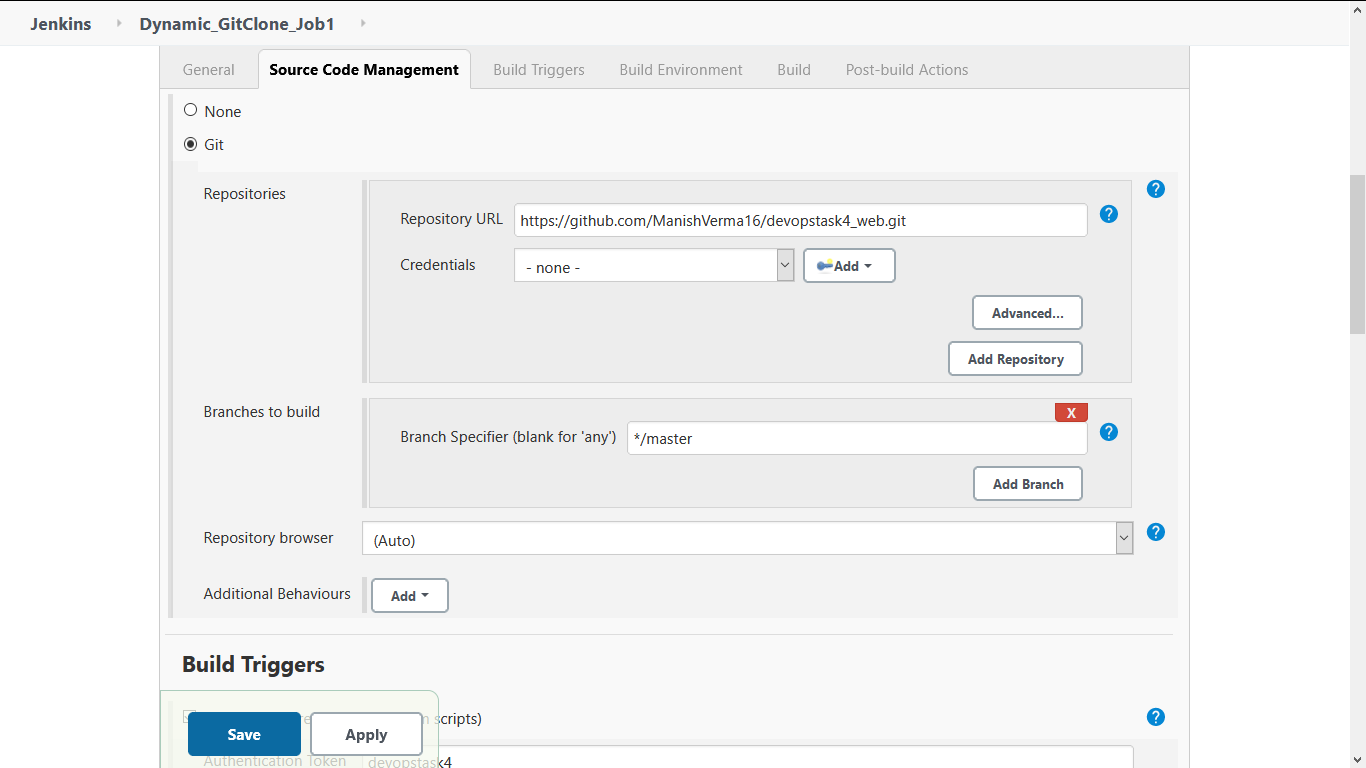 Jenkins Dynamic_GitClone_Job1
General Source Code Management Build Triggers Build Environment Build Post-build Actions
None
Git
Repositories
?
Repository URL https://github.com/ManishVerma16/devopstask4_web.git ?
Credentials - none - Add
Advanced...
Add Repository
Branches to build
X
Branch Specifier (blank for 'any') */master ?
Add Branch
Repository browser (Auto) ?
Additional Behaviours Add
Build Triggers
scripts) ?
Save Apply
Authentication Token devopstask4